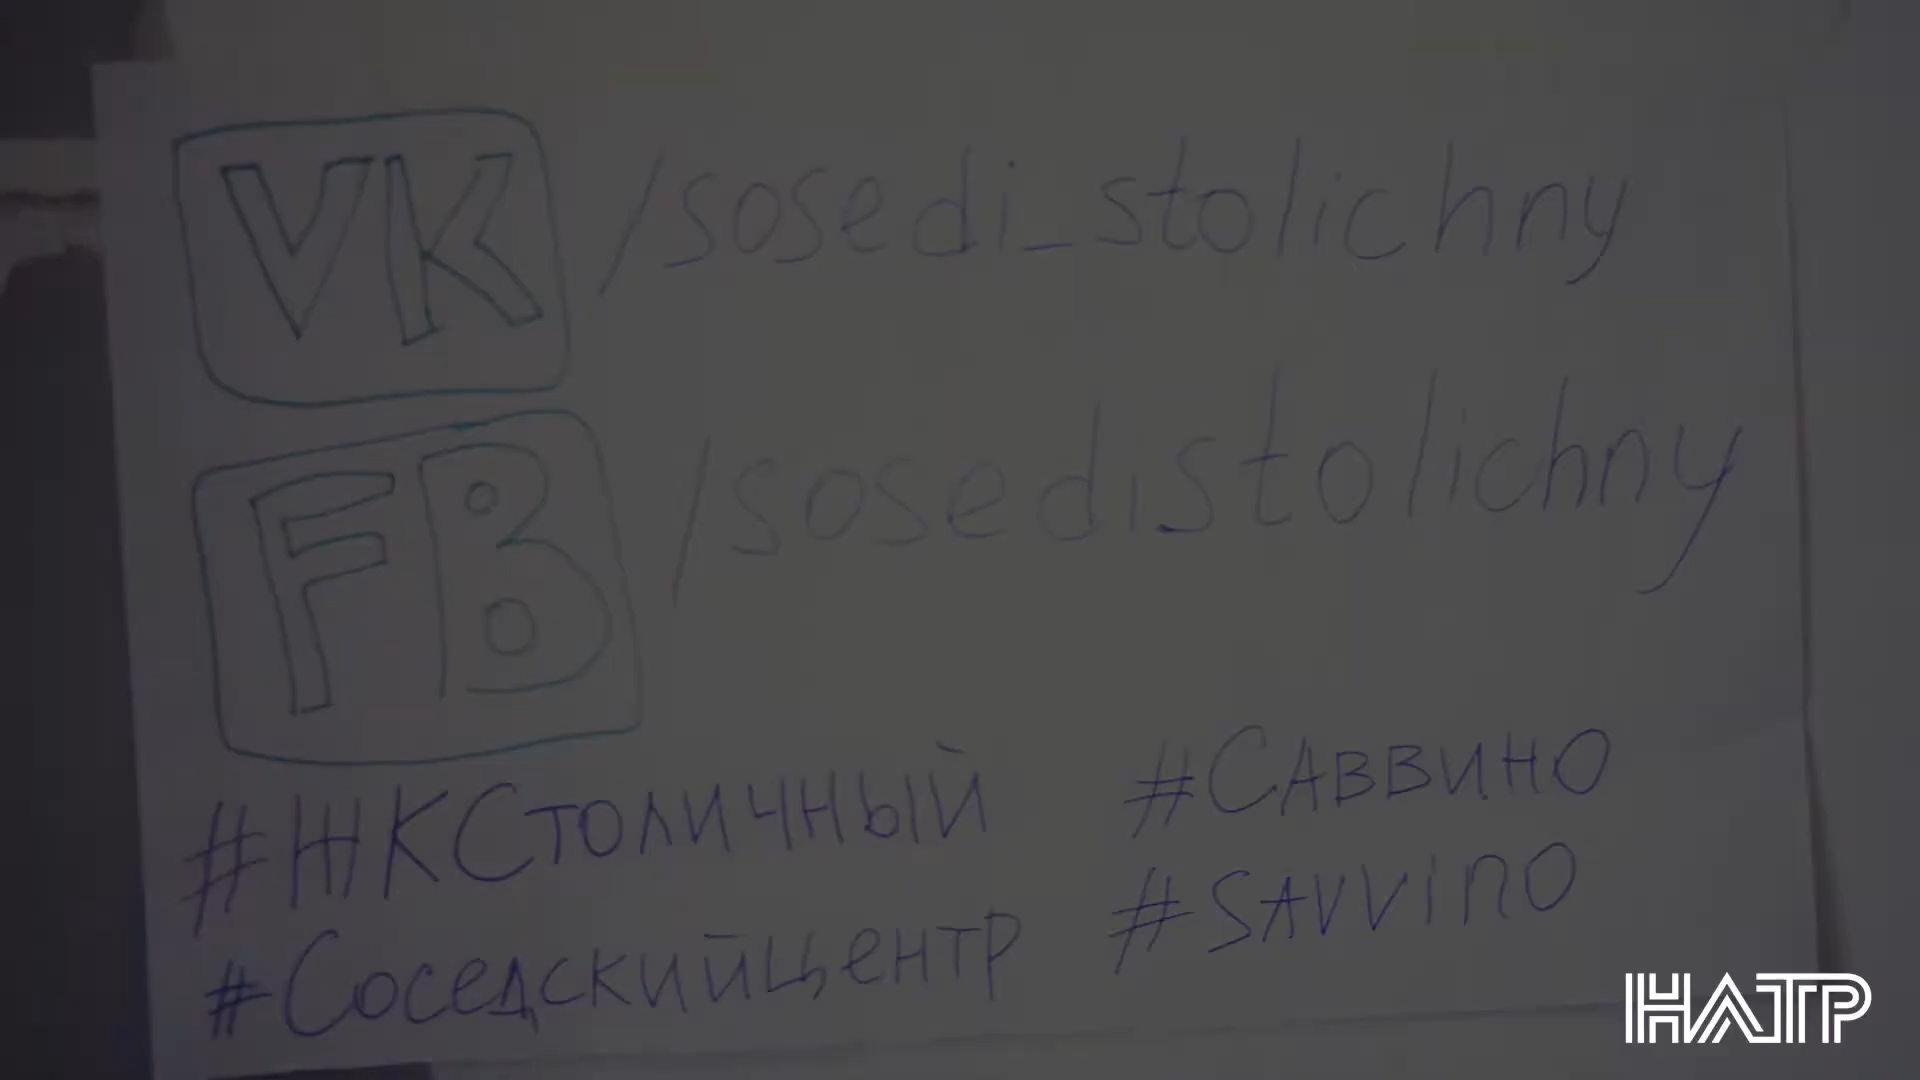 VK /sosedi_stolichny
FB /sosedistolichny
#ЖКСтоличный #Саввино
#Соседскийцентр #SAVVino
НАТР